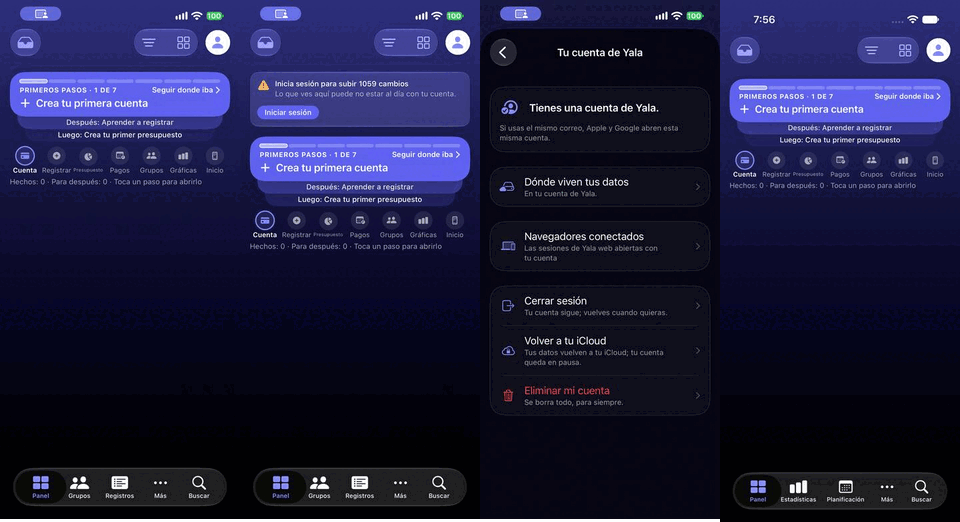 100
PRIMEROS PASOS · 1 DE 7
Seguir donde iba
Crea tu primera cuenta
Después: Aprender a registrar
Luego: Crea tu primer presupuesto
Cuenta
Registrar
Presupuesto
Pagos
Grupos
Gráficas
Inicio
Hechos: 0 · Para después: 0 · Toca un paso para abrirlo
Panel
Grupos
Registros
Más
Buscar
100
Inicia sesión para subir 1059 cambios
Lo que ves aquí puede no estar al día con tu cuenta.
Iniciar sesión
PRIMEROS PASOS · 1 DE 7
Seguir donde iba
Crea tu primera cuenta
Después: Aprender a registrar
Luego: Crea tu primer presupuesto
Cuenta
Registrar
Presupuesto
Pagos
Grupos
Gráficas
Inicio
Hechos: 0 · Para después: 0 · Toca un paso para abrirlo
Panel
Grupos
Registros
Más
Buscar
100
Tu cuenta de Yala
Tienes una cuenta de Yala.
Si usas el mismo correo, Apple y Google abren esta
misma cuenta.
Dónde viven tus datos
En tu cuenta de Yala.
Navegadores conectados
Las sesiones de Yala web abiertas con
tu cuenta
Cerrar sesión
Tu cuenta sigue; vuelves cuando quieras.
Volver a tu iCloud
Tus datos vuelven a tu iCloud; tu cuenta
queda en pausa.
Eliminar mi cuenta
Se borra todo, para siempre.
7:56
PRIMEROS PASOS · 1 DE 7
Seguir donde iba
Crea tu primera cuenta
Después: Aprender a registrar
Luego: Crea tu primer presupuesto
Cuenta
Registrar
Presupuesto
Pagos
Grupos
Gráficas
Inicio
Hechos: 0 · Para después: 0 · Toca un paso para abrirlo
Panel
Estadísticas
Planificación
Más
Buscar